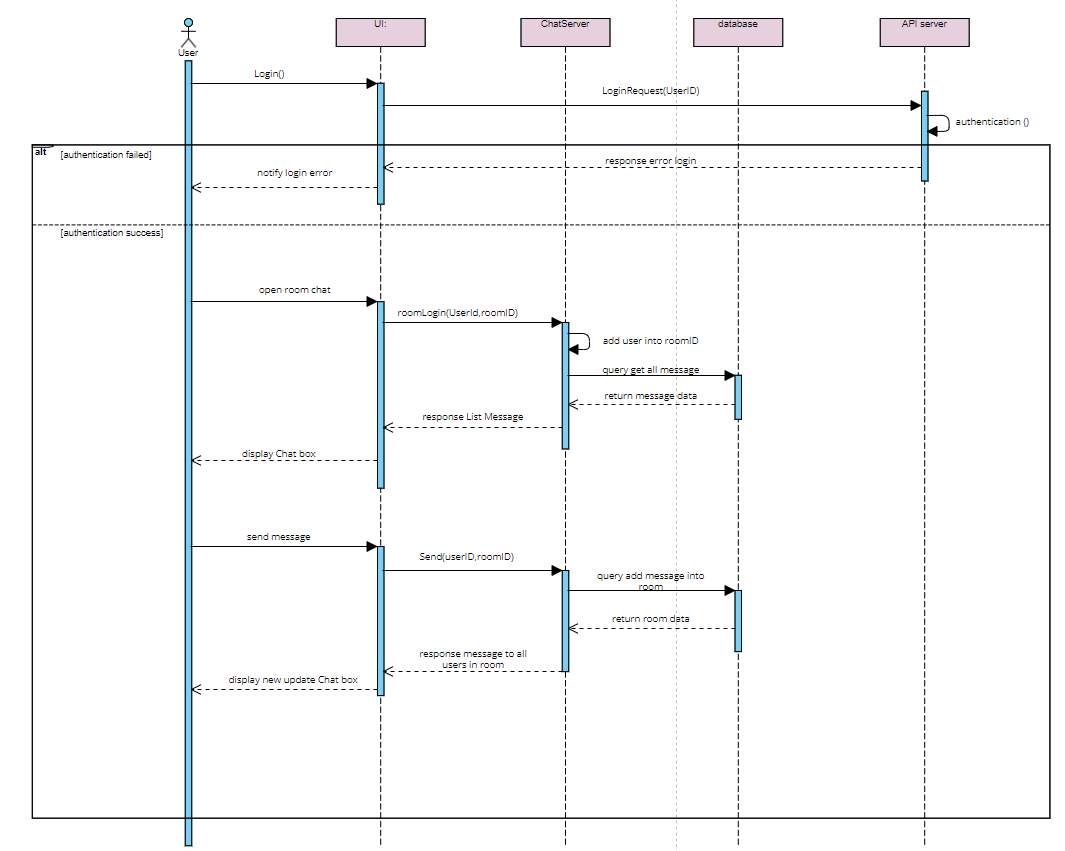 UI:
ChatServer
database
API server
User
Login()
LoginRequest(UserID)
authentication ()
alt
[authentication failed]
response error login
notify login error
[authentication success]
open room chat
roomLogin(UserId,roomID)
add user into roomID
query get all message
return message data
response List Message
display Chat box
send message
Send(userID,roomID)
query add message into
room
return room data
response message to all
users in room
display new update Chat box